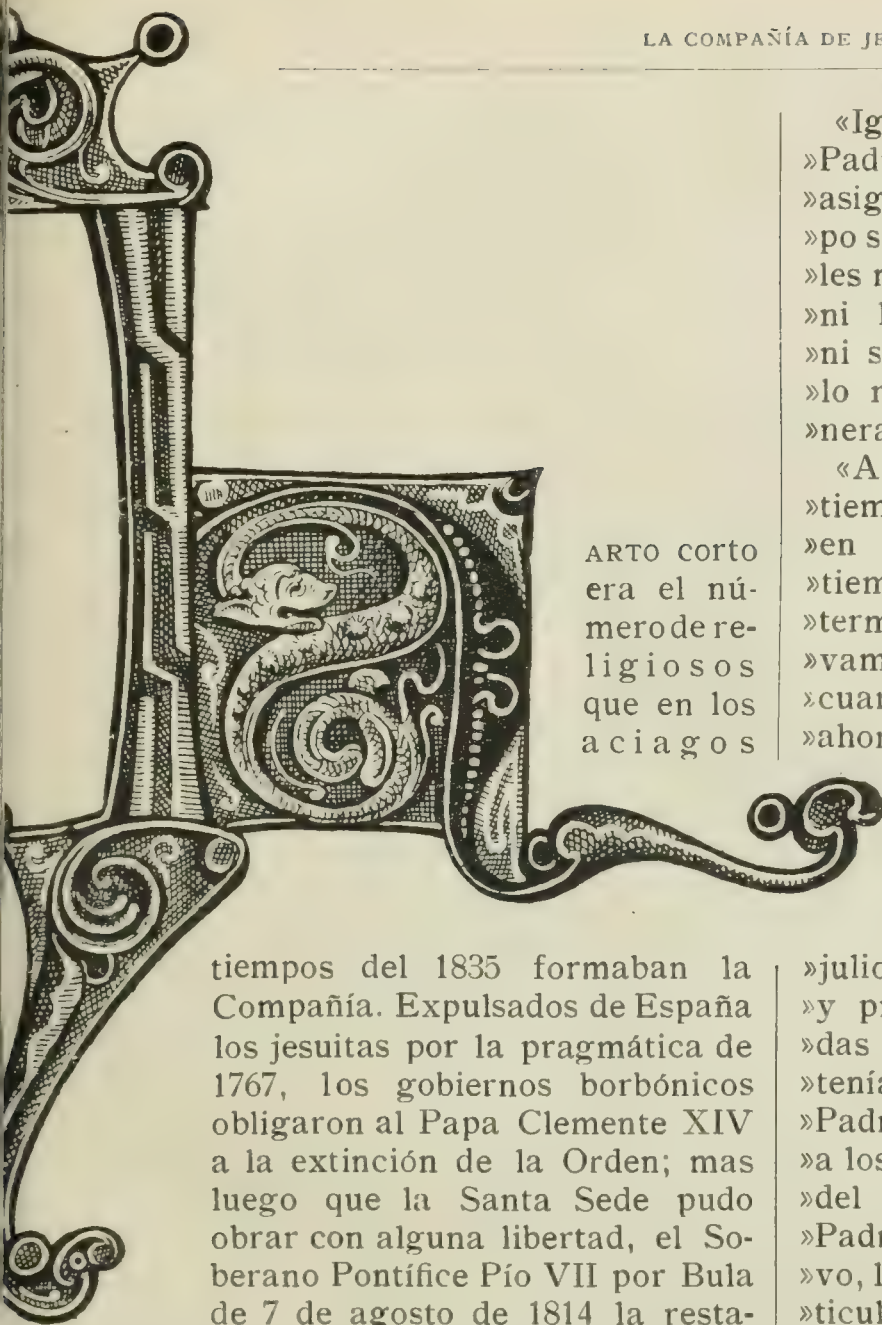 LA COMPAÑÍA DE JE
HARTO corto
era el nú-
mero de re-
ligiosos
que en los
aciagos
tiempos del 1835 formaban la
Compañía. Expulsados de España
los jesuitas por la pragmática de
1767, los gobiernos borbónicos
obligaron al Papa Clemente XIV
a la extinción de la Orden; mas
luego que la Santa Sede pudo
obrar con alguna libertad, el So-
berano Pontífice Pío VII por Bula
de 7 de agosto de 1814 la resta-
«Ig
»Pad
»asig
»po s
»les r
»ni
»ni s
»lo r
»nera
«A
»tiem
»en
»tiem
»term
»vam
»cuar
»ahor
»julio
»y pr
»das
»tenía
»Padr
»a los
»del
»Padr
»vo, l
»ticul